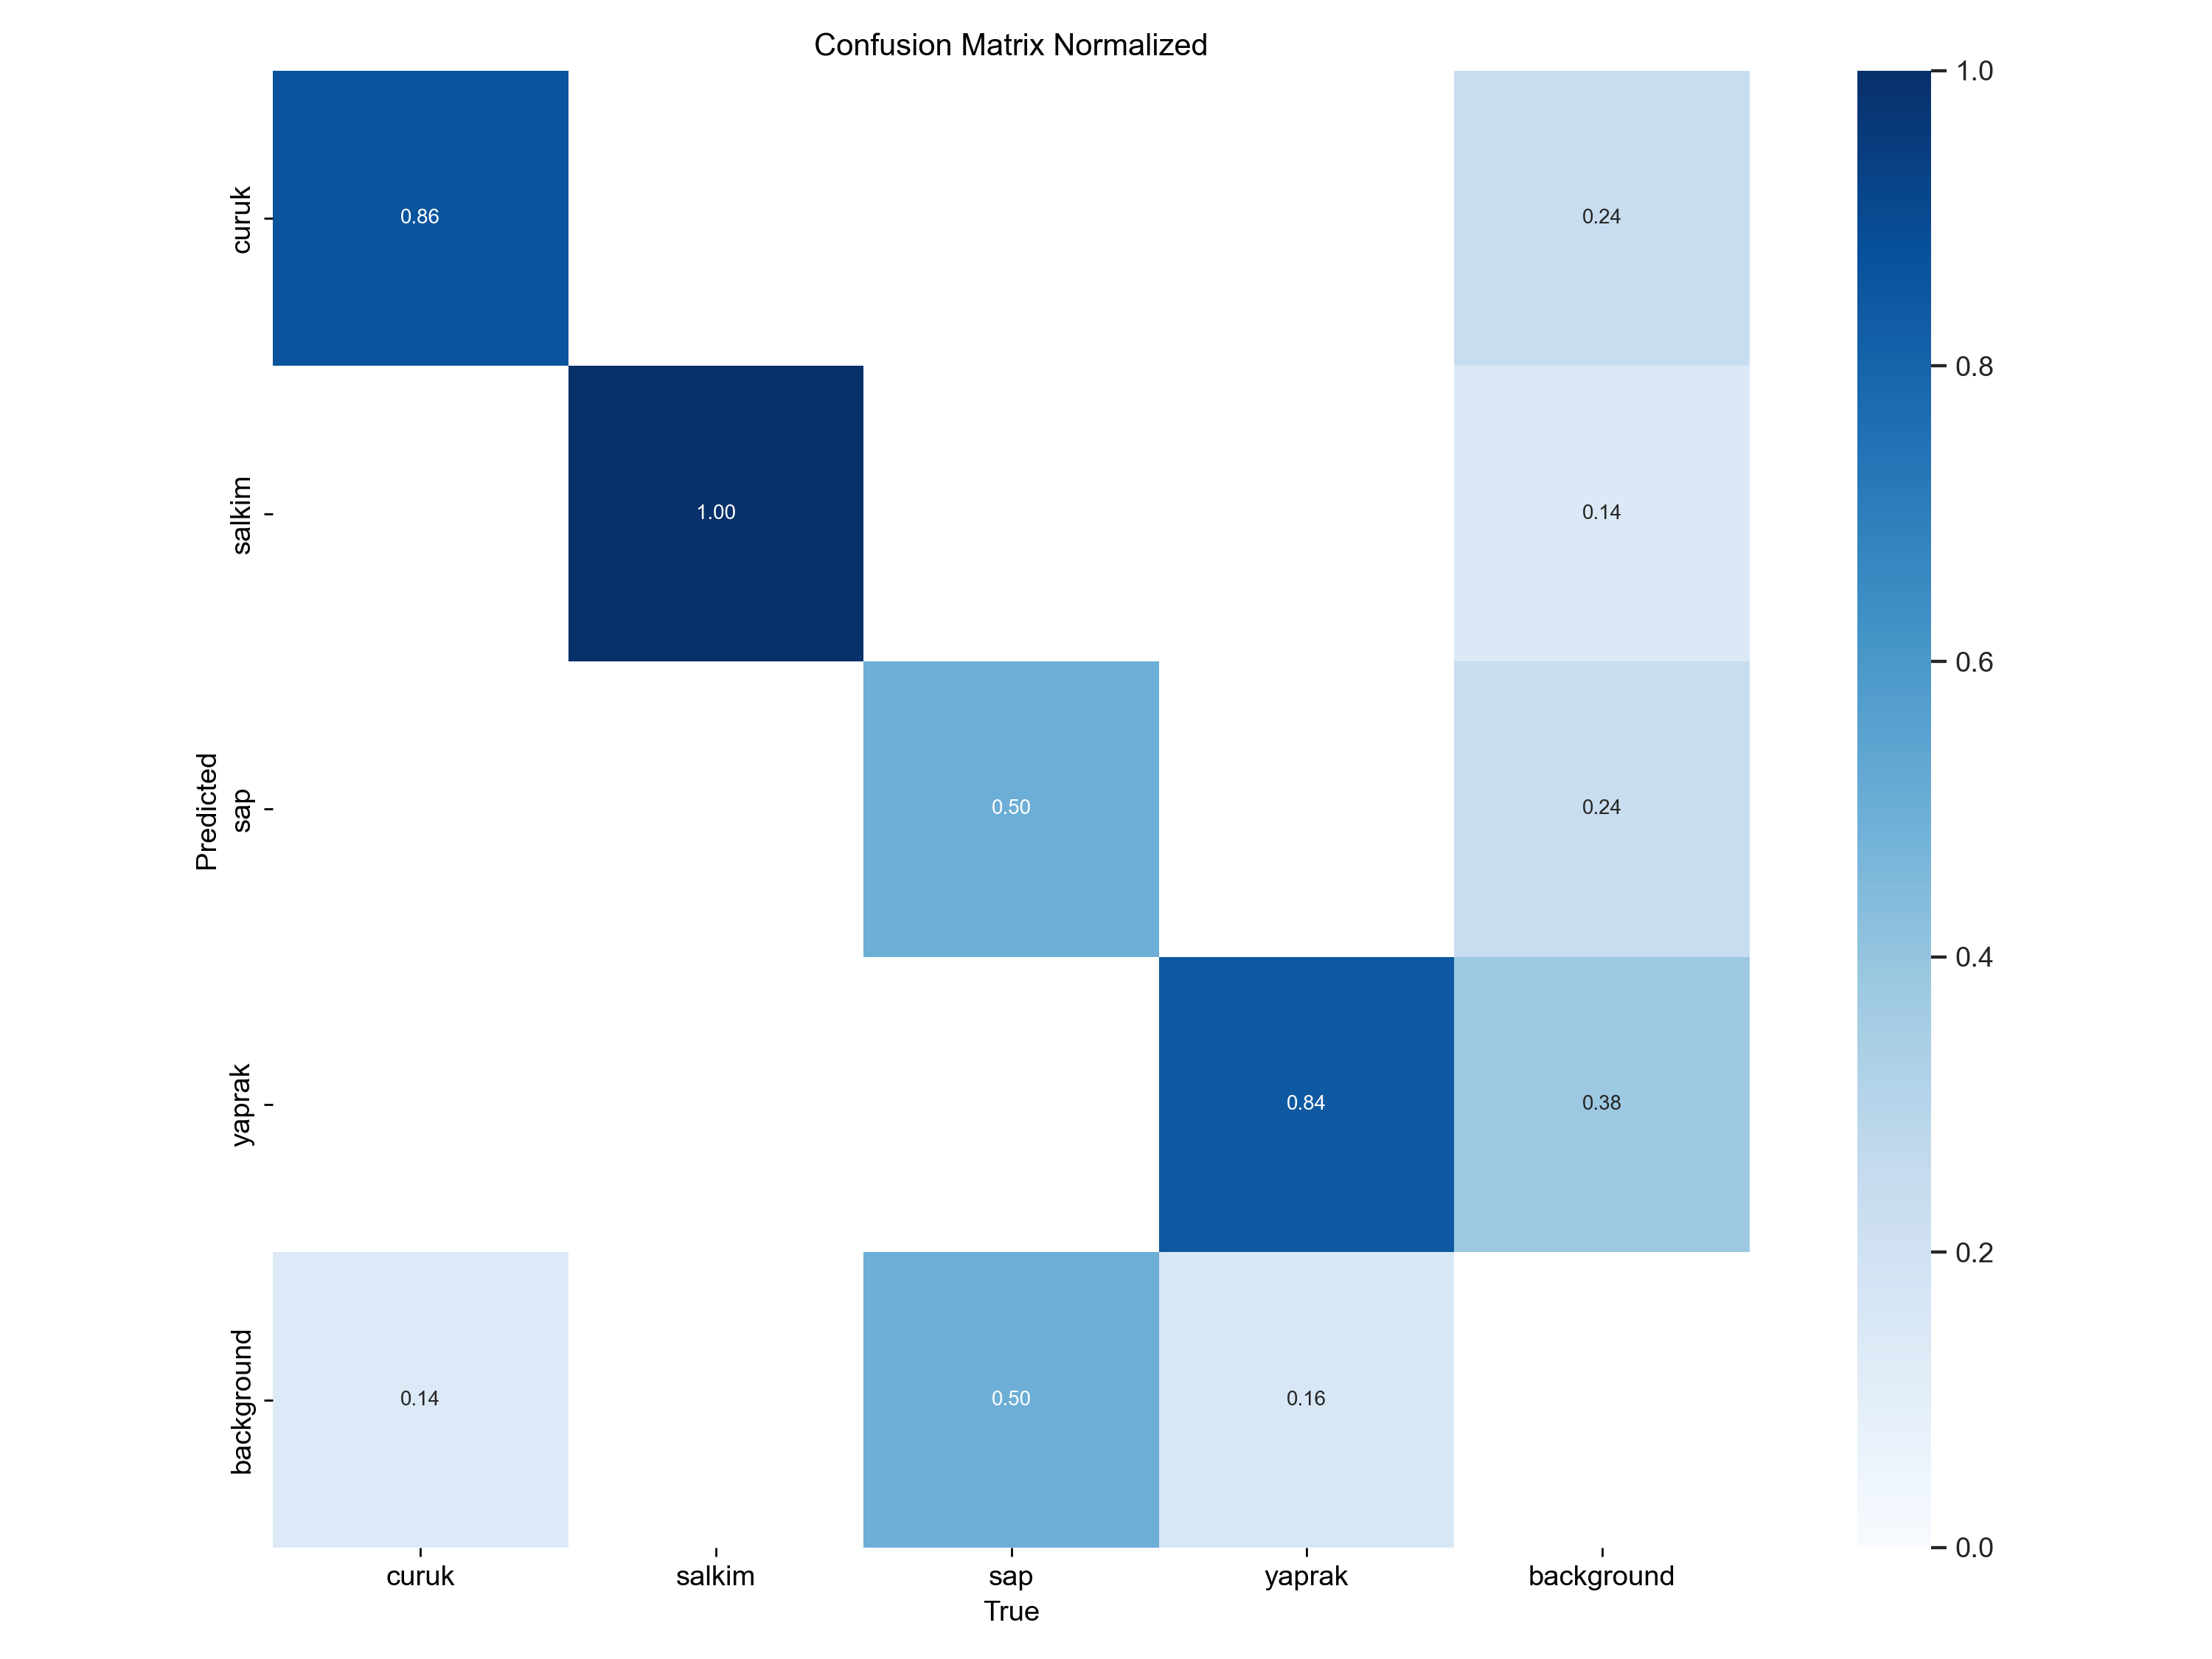 Confusion Matrix Normalized
1.0
curuk
0.86
0.24
0.8
salkim
1.00
0.14
0.6
Predicted
sap
0.50
0.24
0.4
yaprak
0.84
0.38
0.2
background
0.14
0.50
0.16
0.0
curuk
salkim
sap
yaprak
background
True